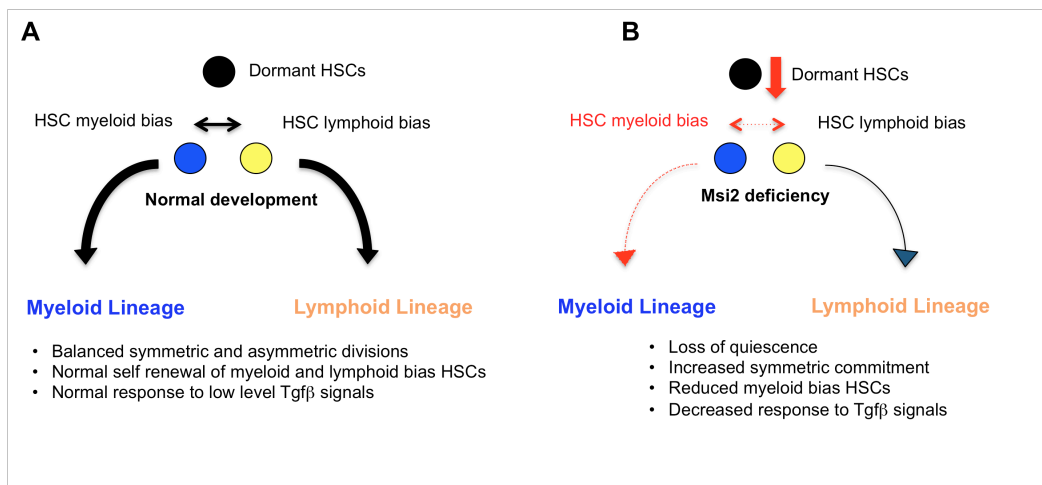 A
Dormant HSCs
HSC myeloid bias
HSC lymphoid bias
Normal development
Myeloid Lineage
Lymphoid Lineage
• Balanced symmetric and asymmetric divisions
• Normal self renewal of myeloid and lymphoid bias HSCs
• Normal response to low level Tgfβ signals
B
Dormant HSCs
HSC myeloid bias
HSC lymphoid bias
Msi2 deficiency
Myeloid Lineage
Lymphoid Lineage
• Loss of quiescence
• Increased symmetric commitment
• Reduced myeloid bias HSCs
• Decreased response to Tgfβ signals